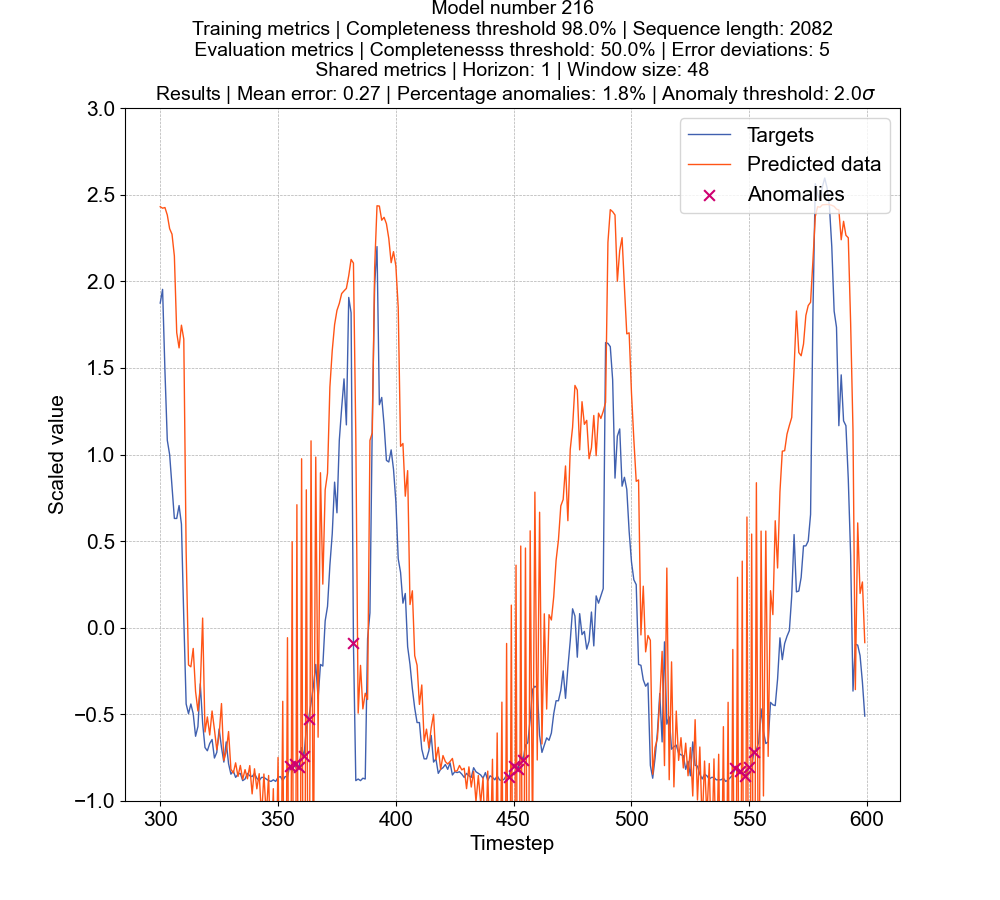 Model number 216
Training metrics | Completeness threshold 98.0% | Sequence length: 2082
Evaluation metrics | Completenesss threshold: 50.0% | Error deviations: 5
Shared metrics | Horizon: 1 | Window size: 48
Results | Mean error: 0.27 | Percentage anomalies: 1.8% | Anomaly threshold: 2.0σ
3.0
2.5
2.0
1.5
1.0
0.5
0.0
−0.5
−1.0
Scaled value
Targets
Predicted data
Anomalies
300 350 400 450 500 550 600
Timestep